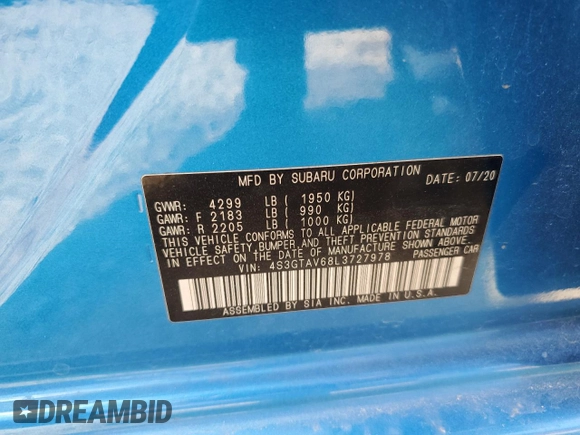 MFD BY SUBARU CORPORATION DATE: 07/20
GVWR: 4299 LB ( 1950 KG)
GAWR: F 2183 LB ( 990 KG)
GAWR: R 2205 LB ( 1000 KG)
THIS VEHICLE CONFORMS TO ALL APPLICABLE FEDERAL MOTOR
VEHICLE SAFETY, BUMPER, AND THEFT PREVENTION STANDARDS
IN EFFECT ON THE DATE OF MANUFACTURE SHOWN ABOVE.
VIN: 4S3GTAV68L3727978 PASSENGER CAR
ASSEMBLED BY SIA INC. MADE IN U.S.A.
DREAMBID